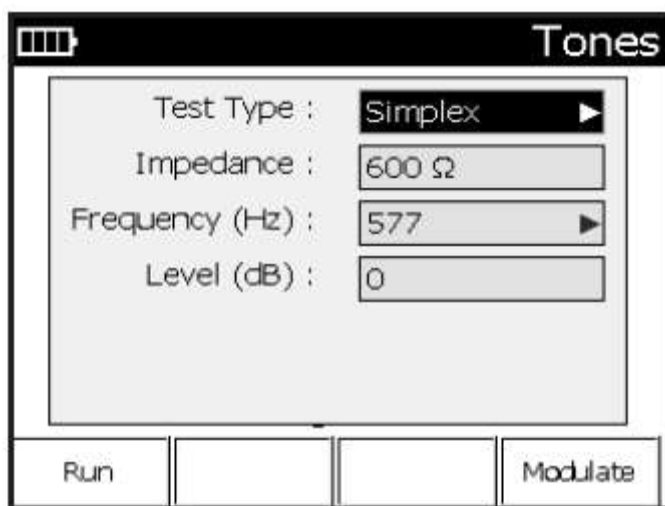 Tones
Test Type : Simplex
Impedance : 600 Ω
Frequency (Hz) : 577
Level (dB) : 0
Run Modulate